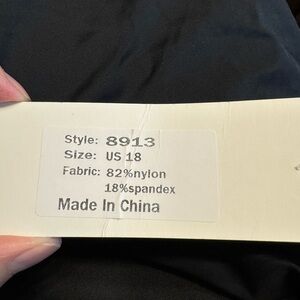 Style: 8913
Size: US 18
Fabric: 82%nylon
18%spandex
Made In China